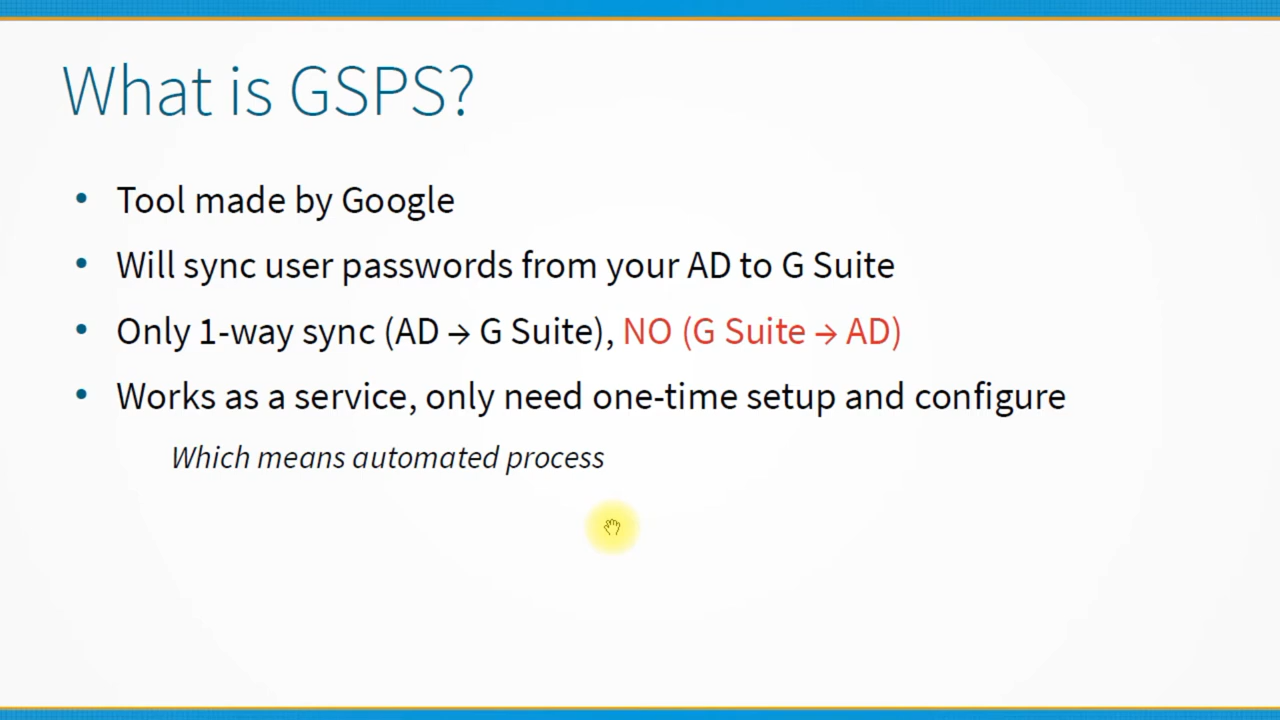 What is GSPS?
• Tool made by Google
• Will sync user passwords from your AD to G Suite
• Only 1-way sync (AD → G Suite), NO (G Suite → AD)
• Works as a service, only need one-time setup and configure
Which means automated process